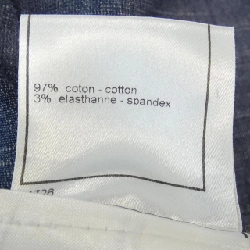 97% coton - cotton
3% elasthanne - spandex